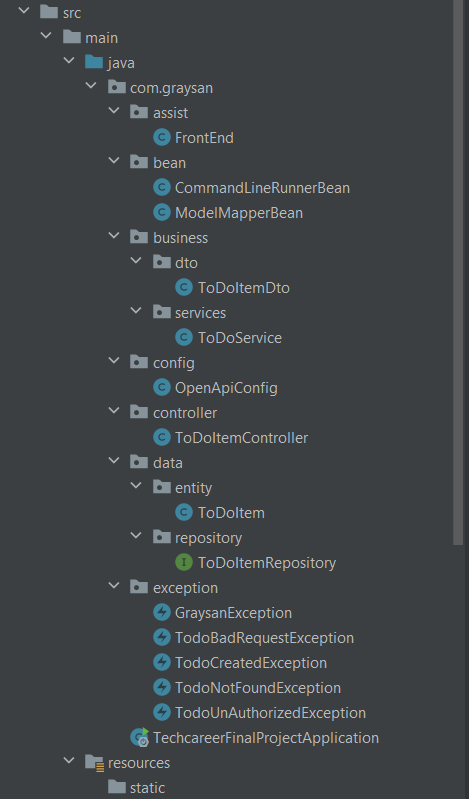 src
main
java
com.graysan
assist
FrontEnd
bean
CommandLineRunnerBean
ModelMapperBean
business
dto
ToDoItemDto
services
ToDoService
config
OpenApiConfig
controller
ToDoItemController
data
entity
ToDoItem
repository
ToDoItemRepository
exception
GraysanException
TodoBadRequestException
TodoCreatedException
TodoNotFoundException
TodoUnAuthorizedException
TechcareerFinalProjectApplication
resources
static